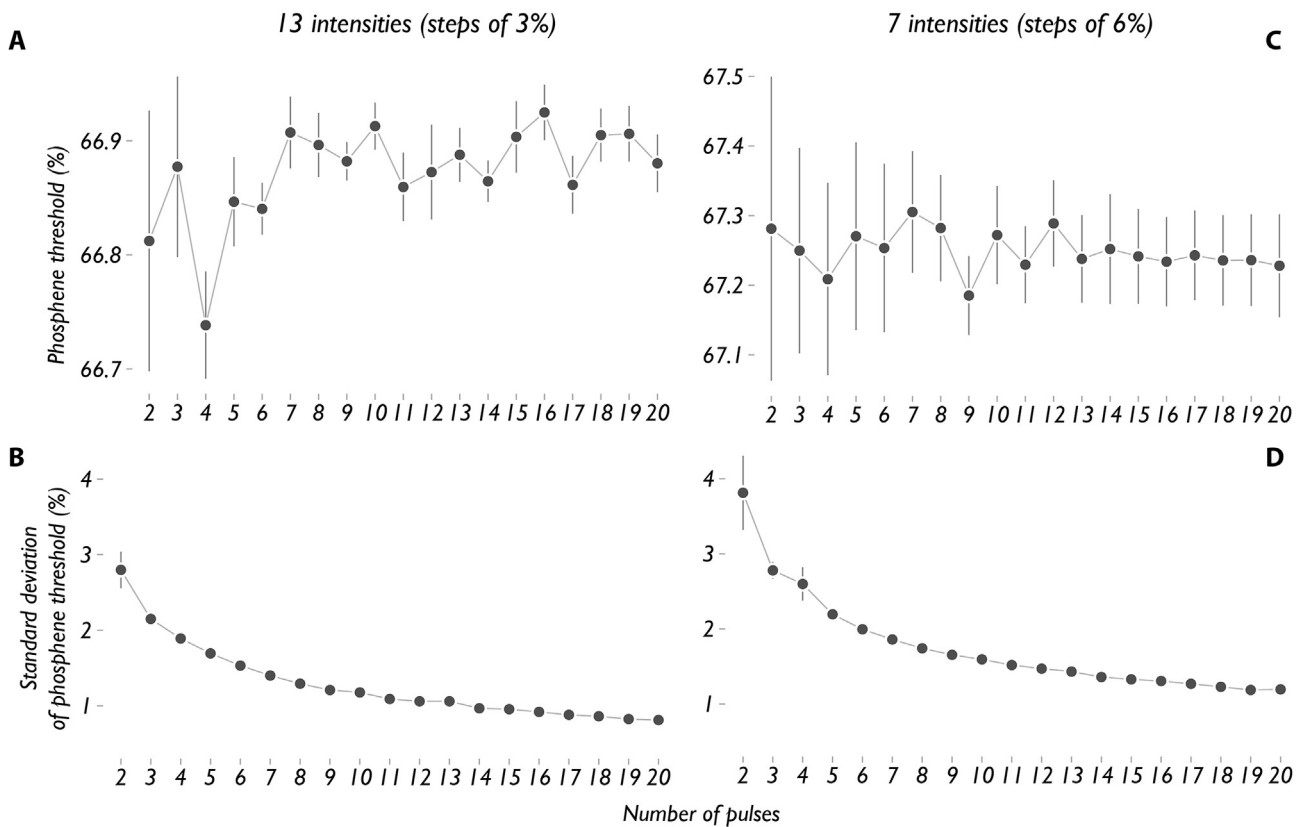 13 intensities (steps of 3%)
7 intensities (steps of 6%)
A
C
Phosphene threshold (%)
66.9
66.8
66.7
2 3 4 5 6 7 8 9 10 11 12 13 14 15 16 17 18 19 20
67.5
67.4
67.3
67.2
67.1
2 3 4 5 6 7 8 9 10 11 12 13 14 15 16 17 18 19 20
B
D
Standard deviation
of phosphene threshold (%)
4
3
2
1
2 3 4 5 6 7 8 9 10 11 12 13 14 15 16 17 18 19 20
4
3
2
1
2 3 4 5 6 7 8 9 10 11 12 13 14 15 16 17 18 19 20
Number of pulses